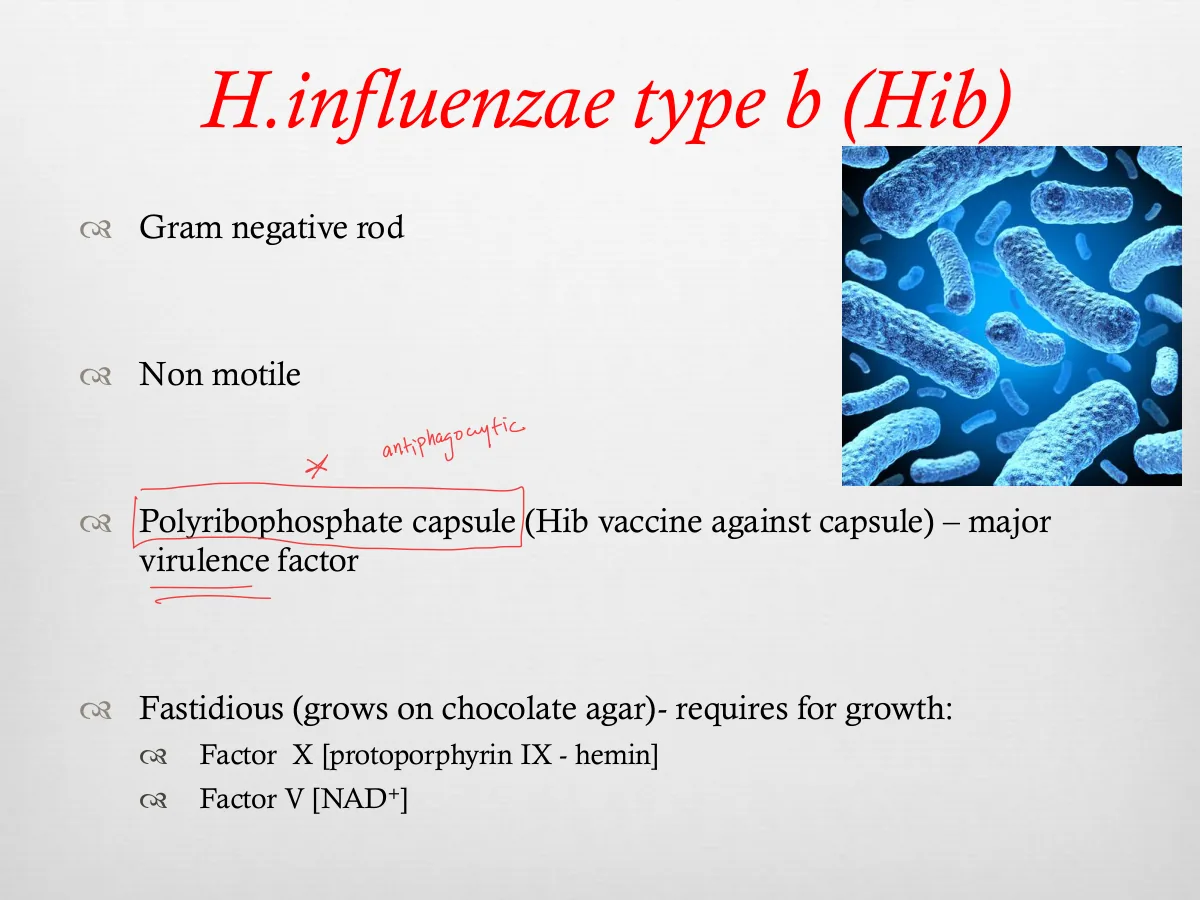 H.influenzae type b (Hib)
Gram negative rod
Non motile
antiphagocytic
Polyribophosphate capsule (Hib vaccine against capsule) – major
virulence factor
Fastidious (grows on chocolate agar)- requires for growth:
Factor X [protoporphyrin IX - hemin]
Factor V [NAD⁺]